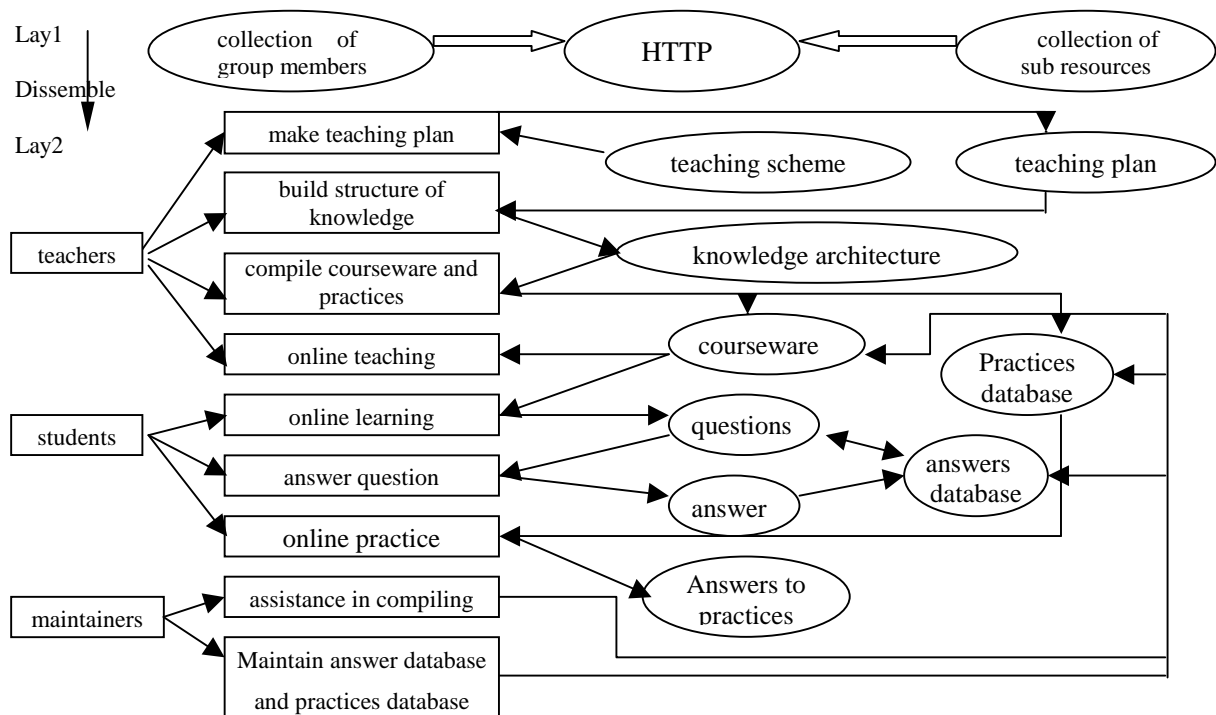 Lay1
Dissemble
Lay2
collection of
group members
HTTP
collection of
sub resources
make teaching plan
teaching scheme
teaching plan
build structure of
knowledge
teachers
knowledge architecture
compile courseware and
practices
online teaching
courseware
Practices
database
online learning
students
questions
answer question
answers
database
answer
online practice
Answers to
practices
assistance in compiling
maintainers
Maintain answer database
and practices database